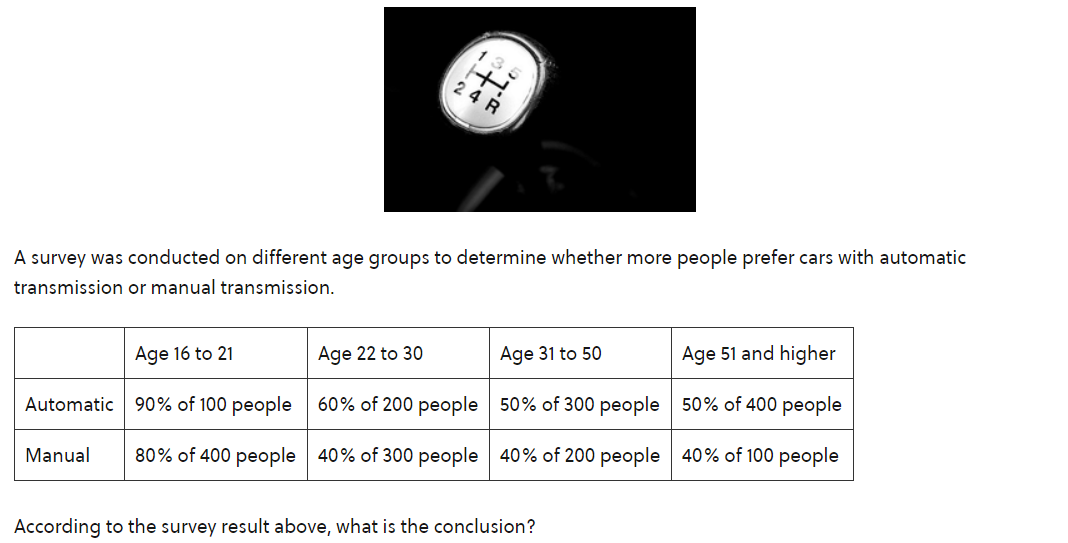 1 3 5
2 4 R
A survey was conducted on different age groups to determine whether more people prefer cars with automatic
transmission or manual transmission.
Age 16 to 21 Age 22 to 30 Age 31 to 50 Age 51 and higher
Automatic 90% of 100 people 60% of 200 people 50% of 300 people 50% of 400 people
Manual 80% of 400 people 40% of 300 people 40% of 200 people 40% of 100 people
According to the survey result above, what is the conclusion?